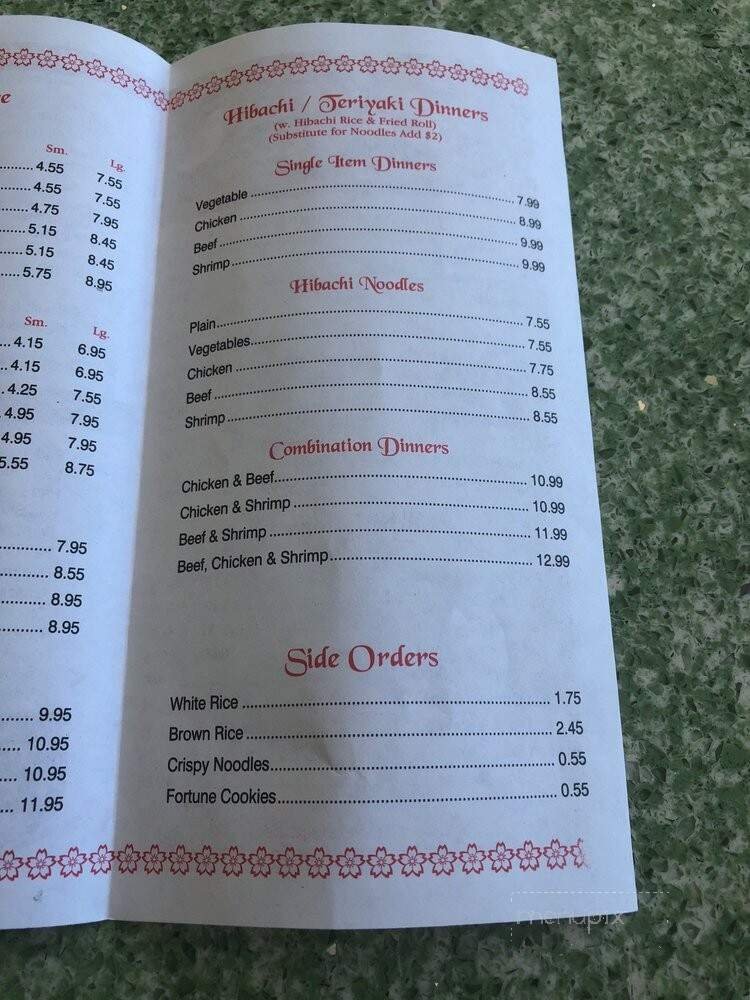 e
Sm. Lg.
4.55 7.55
4.55 7.55
4.75 7.95
5.15 8.45
5.15 8.45
5.75 8.95
Sm. Lg.
4.15 6.95
4.15 6.95
4.25 7.55
4.95 7.95
4.95 7.95
5.55 8.75
7.95
8.55
8.95
8.95
9.95
10.95
10.95
11.95
Hibachi / Teriyaki Dinners
(w. Hibachi Rice & Fried Roll)
(Substitute for Noodles Add $2)
Single Item Dinners
Vegetable 7.99
Chicken 8.99
Beef 9.99
Shrimp 9.99
Hibachi Noodles
Plain 7.55
Vegetables 7.55
Chicken 7.75
Beef 8.55
Shrimp 8.55
Combination Dinners
Chicken & Beef 10.99
Chicken & Shrimp 10.99
Beef & Shrimp 11.99
Beef, Chicken & Shrimp 12.99
Side Orders
White Rice 1.75
Brown Rice 2.45
Crispy Noodles 0.55
Fortune Cookies 0.55
menupix